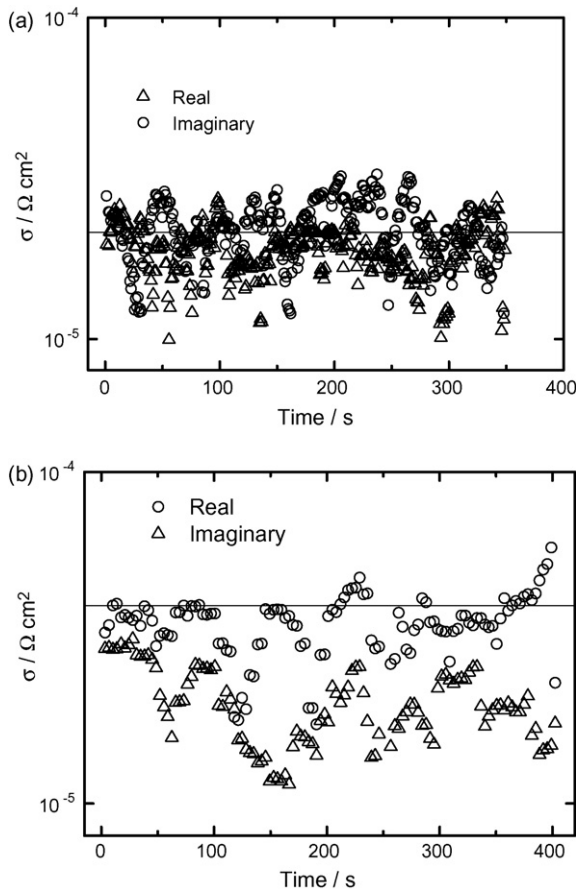 (a)
10-4
Real
Imaginary
σ / Ω cm2
10-5
0 100 200 300 400
Time / s
(b)
10-4
Real
Imaginary
σ / Ω cm2
10-5
0 100 200 300 400
Time / s